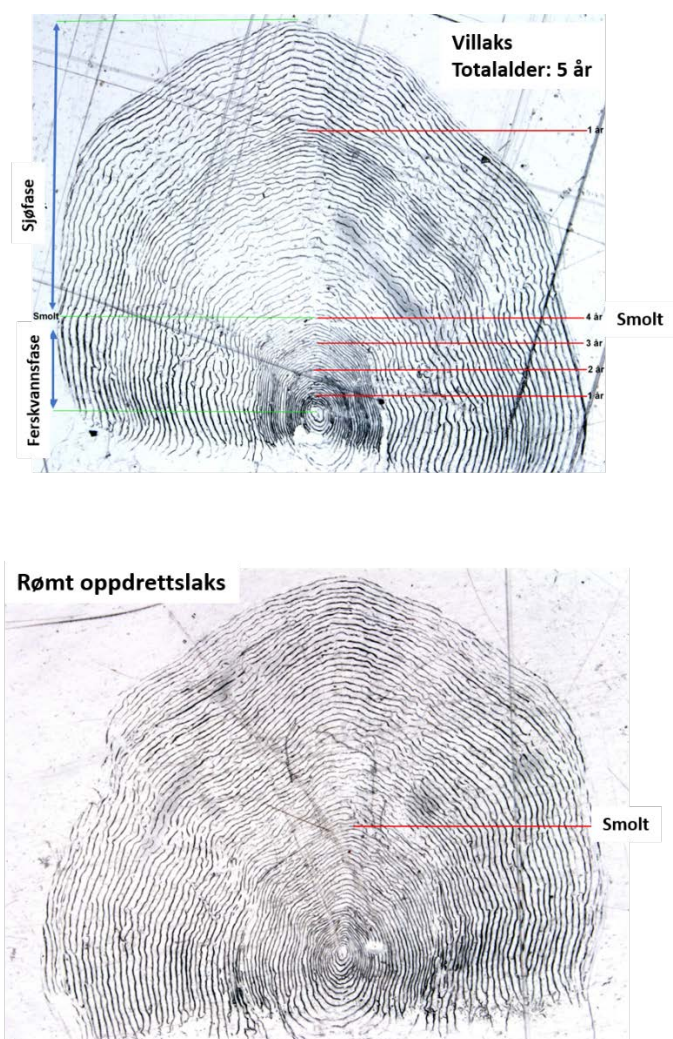 Villaks
Totalalder: 5 år
Sjøfase
1 år
Smolt
4 år
Smolt
3 år
Ferskvannsfase
2 år
1 år
Rømt oppdrettslaks
Smolt